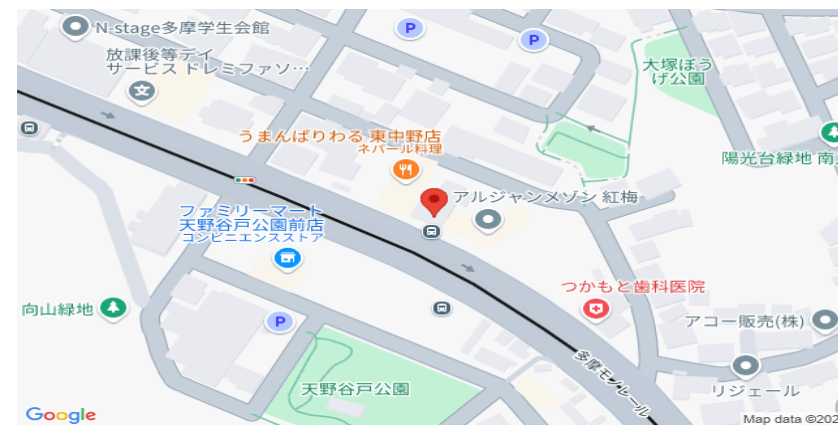 N-stage多摩学生会館
放課後等デイ
サービス ドレミファソ…
P
P
大塚ぼう
げ公園
うまんばりわる 東中野店
ネパール料理
陽光台緑地 南
アルジャンメゾン 紅梅
ファミリーマート
天野谷戸公園前店
コンビニエンスストア
つかもと歯科医院
向山緑地
P
アコー販売(株)
多摩モノレール
天野谷戸公園
リジェール
Google
Map data ©202